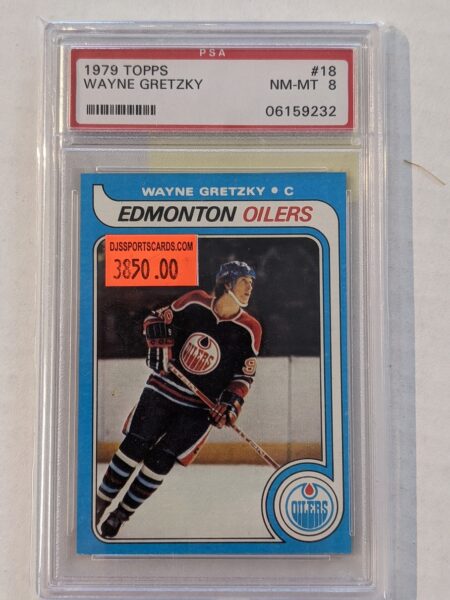 PSA
1979 TOPPS #18
WAYNE GRETZKY NM-MT 8
06159232
WAYNE GRETZKY • C
EDMONTON OILERS
DJSSPORTSCARDS.COM
3850.00
OILERS
9
OILERS